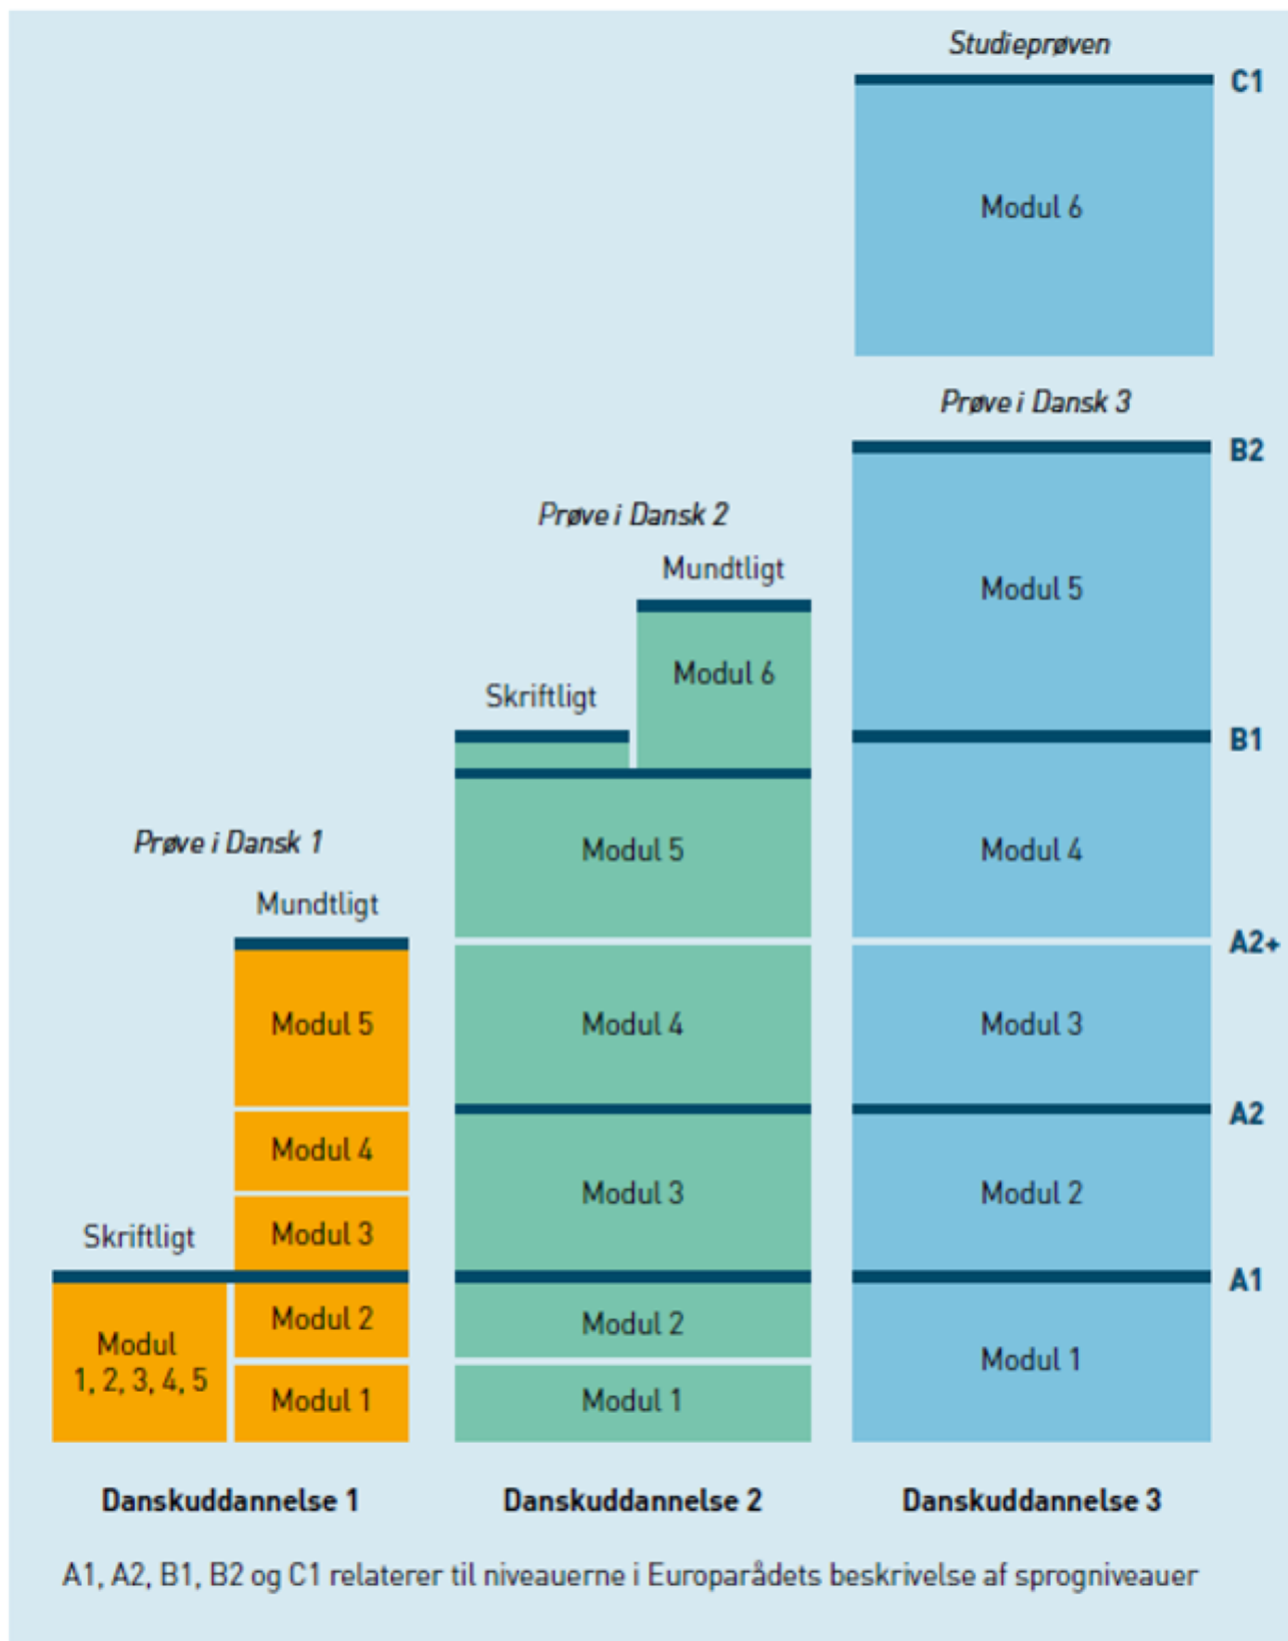 Studieprøven
C1
Modul 6
Prøve i Dansk 3
B2
Prøve i Dansk 2
Mundtligt
Modul 5
Modul 6
Skriftligt
B1
Prøve i Dansk 1
Modul 5
Modul 4
Mundtligt
A2+
Modul 5
Modul 4
Modul 3
A2
Modul 4
Modul 3
Modul 2
Skriftligt
Modul 3
A1
Modul
1, 2, 3, 4, 5
Modul 2
Modul 2
Modul 1
Modul 1
Modul 1
Danskuddannelse 1
Danskuddannelse 2
Danskuddannelse 3
A1, A2, B1, B2 og C1 relaterer til niveauerne i Europarådets beskrivelse af sprogniveauer